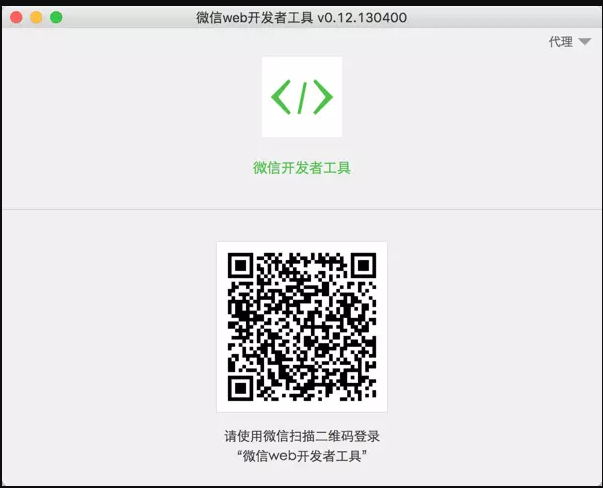 微信web开发者工具 v0.12.130400
代理
</>
微信开发者工具
请使用微信扫描二维码登录
“微信web开发者工具”